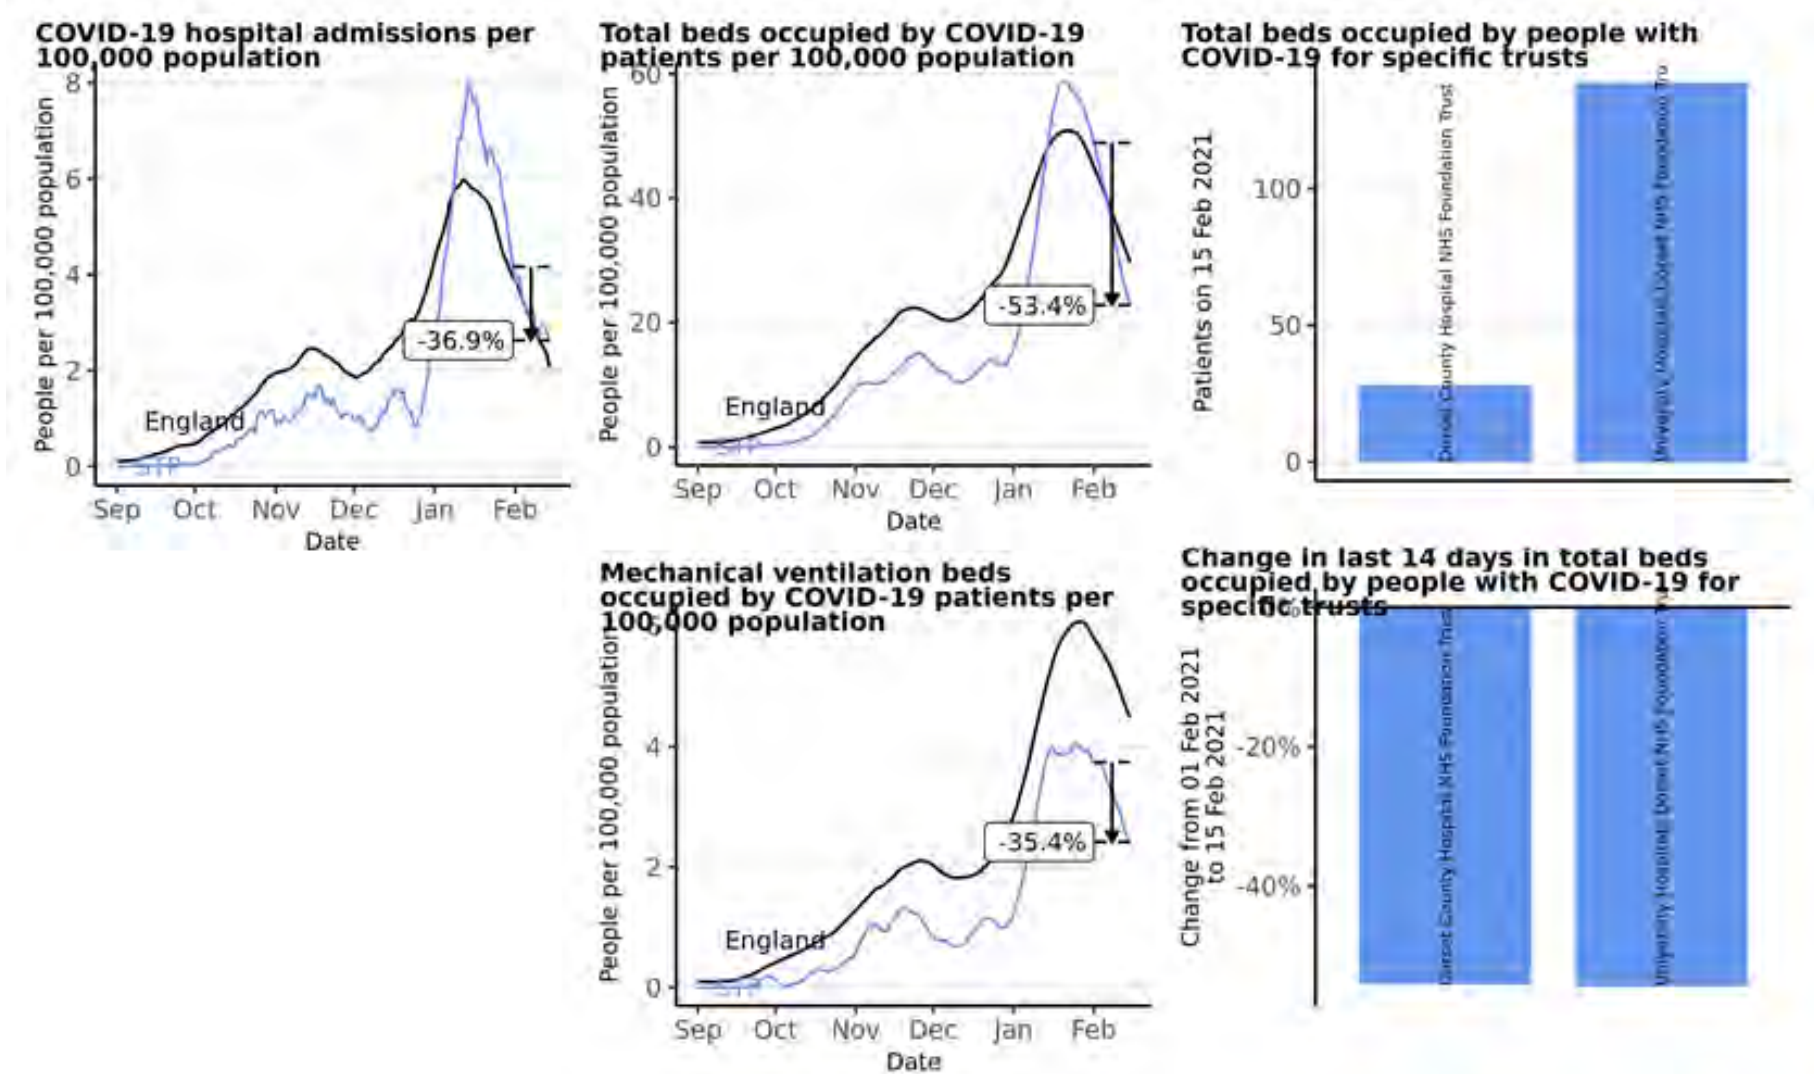 COVID-19 hospital admissions per
100,000 population
People per 100,000 population
8
6
4
2
0
-36.9%
England
STP
Sep Oct Nov Dec Jan Feb
Date
Total beds occupied by COVID-19
patients per 100,000 population
People per 100,000 population
60
40
20
0
-53.4%
England
Sep Oct Nov Dec Jan Feb
Date
Total beds occupied by people with
COVID-19 for specific trusts
Patients on 15 Feb 2021
100
50
0
County Hospital NHS Foundation Trust
NHS Foundation Tru
Mechanical ventilation beds
occupied by COVID-19 patients per
100,000 population
People per 100,000 population
4
2
0
-35.4%
England
Sep Oct Nov Dec Jan Feb
Date
Change in last 14 days in total beds
occupied by people with COVID-19 for
specific trusts
Change from 01 Feb 2021
to 15 Feb 2021
-20%
-40%
County Hospital NHS Foundation Trust
Dorset NHS Foundation